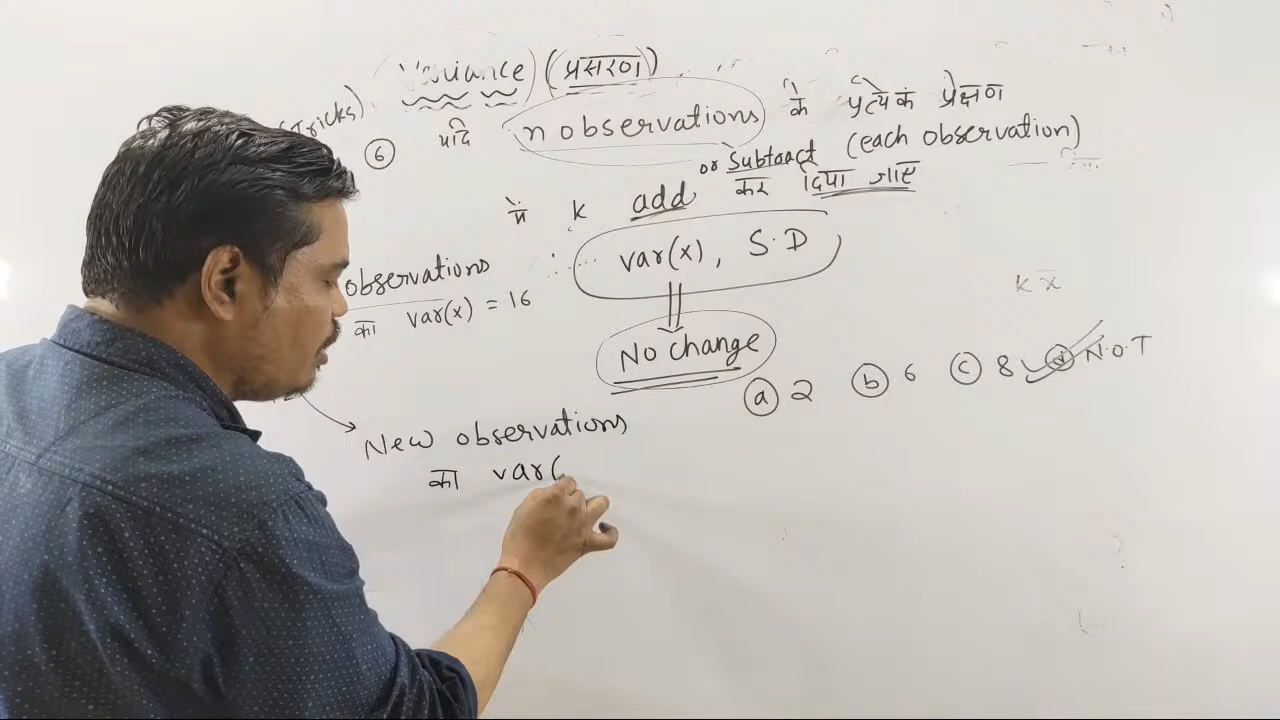 Variance (प्रसरण)
Tricks)
⑥ यदि n observations के प्रत्येक प्रेक्षण
or Subtract (each observation)
में k add कर दिया जाए
observations
का var(x) = 16
var(x), S.D
k x̄
No change
ⓐ 2 ⓑ 6 ⓒ 8 ⓓ N.O.T
New observations
का var(